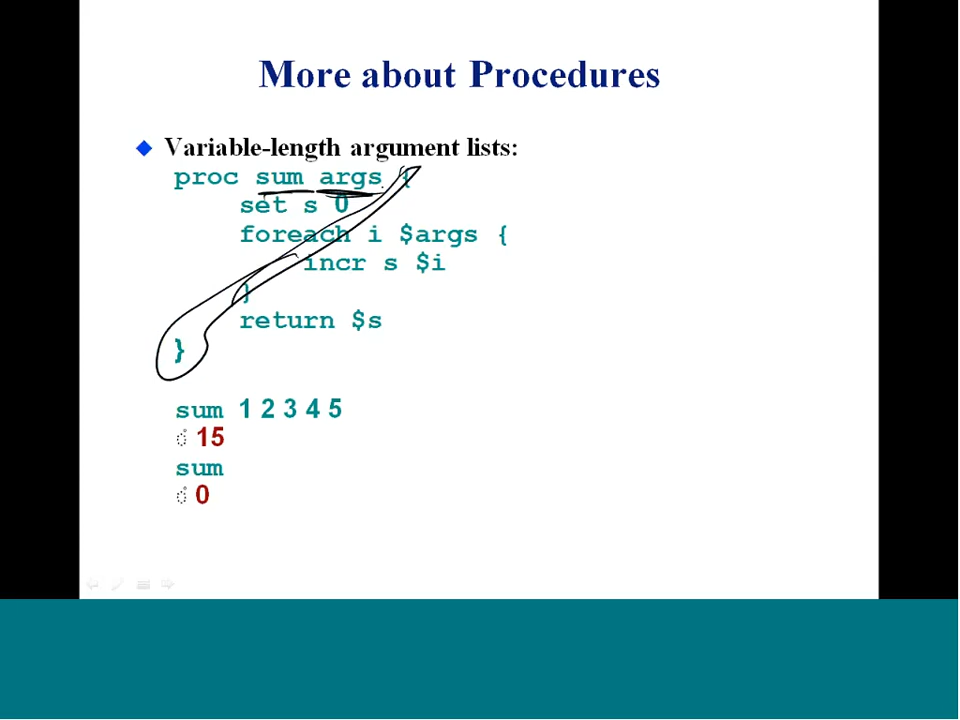 More about Procedures
Variable-length argument lists:
proc sum args {
set s 0
foreach i $args {
incr s $i
}
return $s
}
sum 1 2 3 4 5
15
sum
0